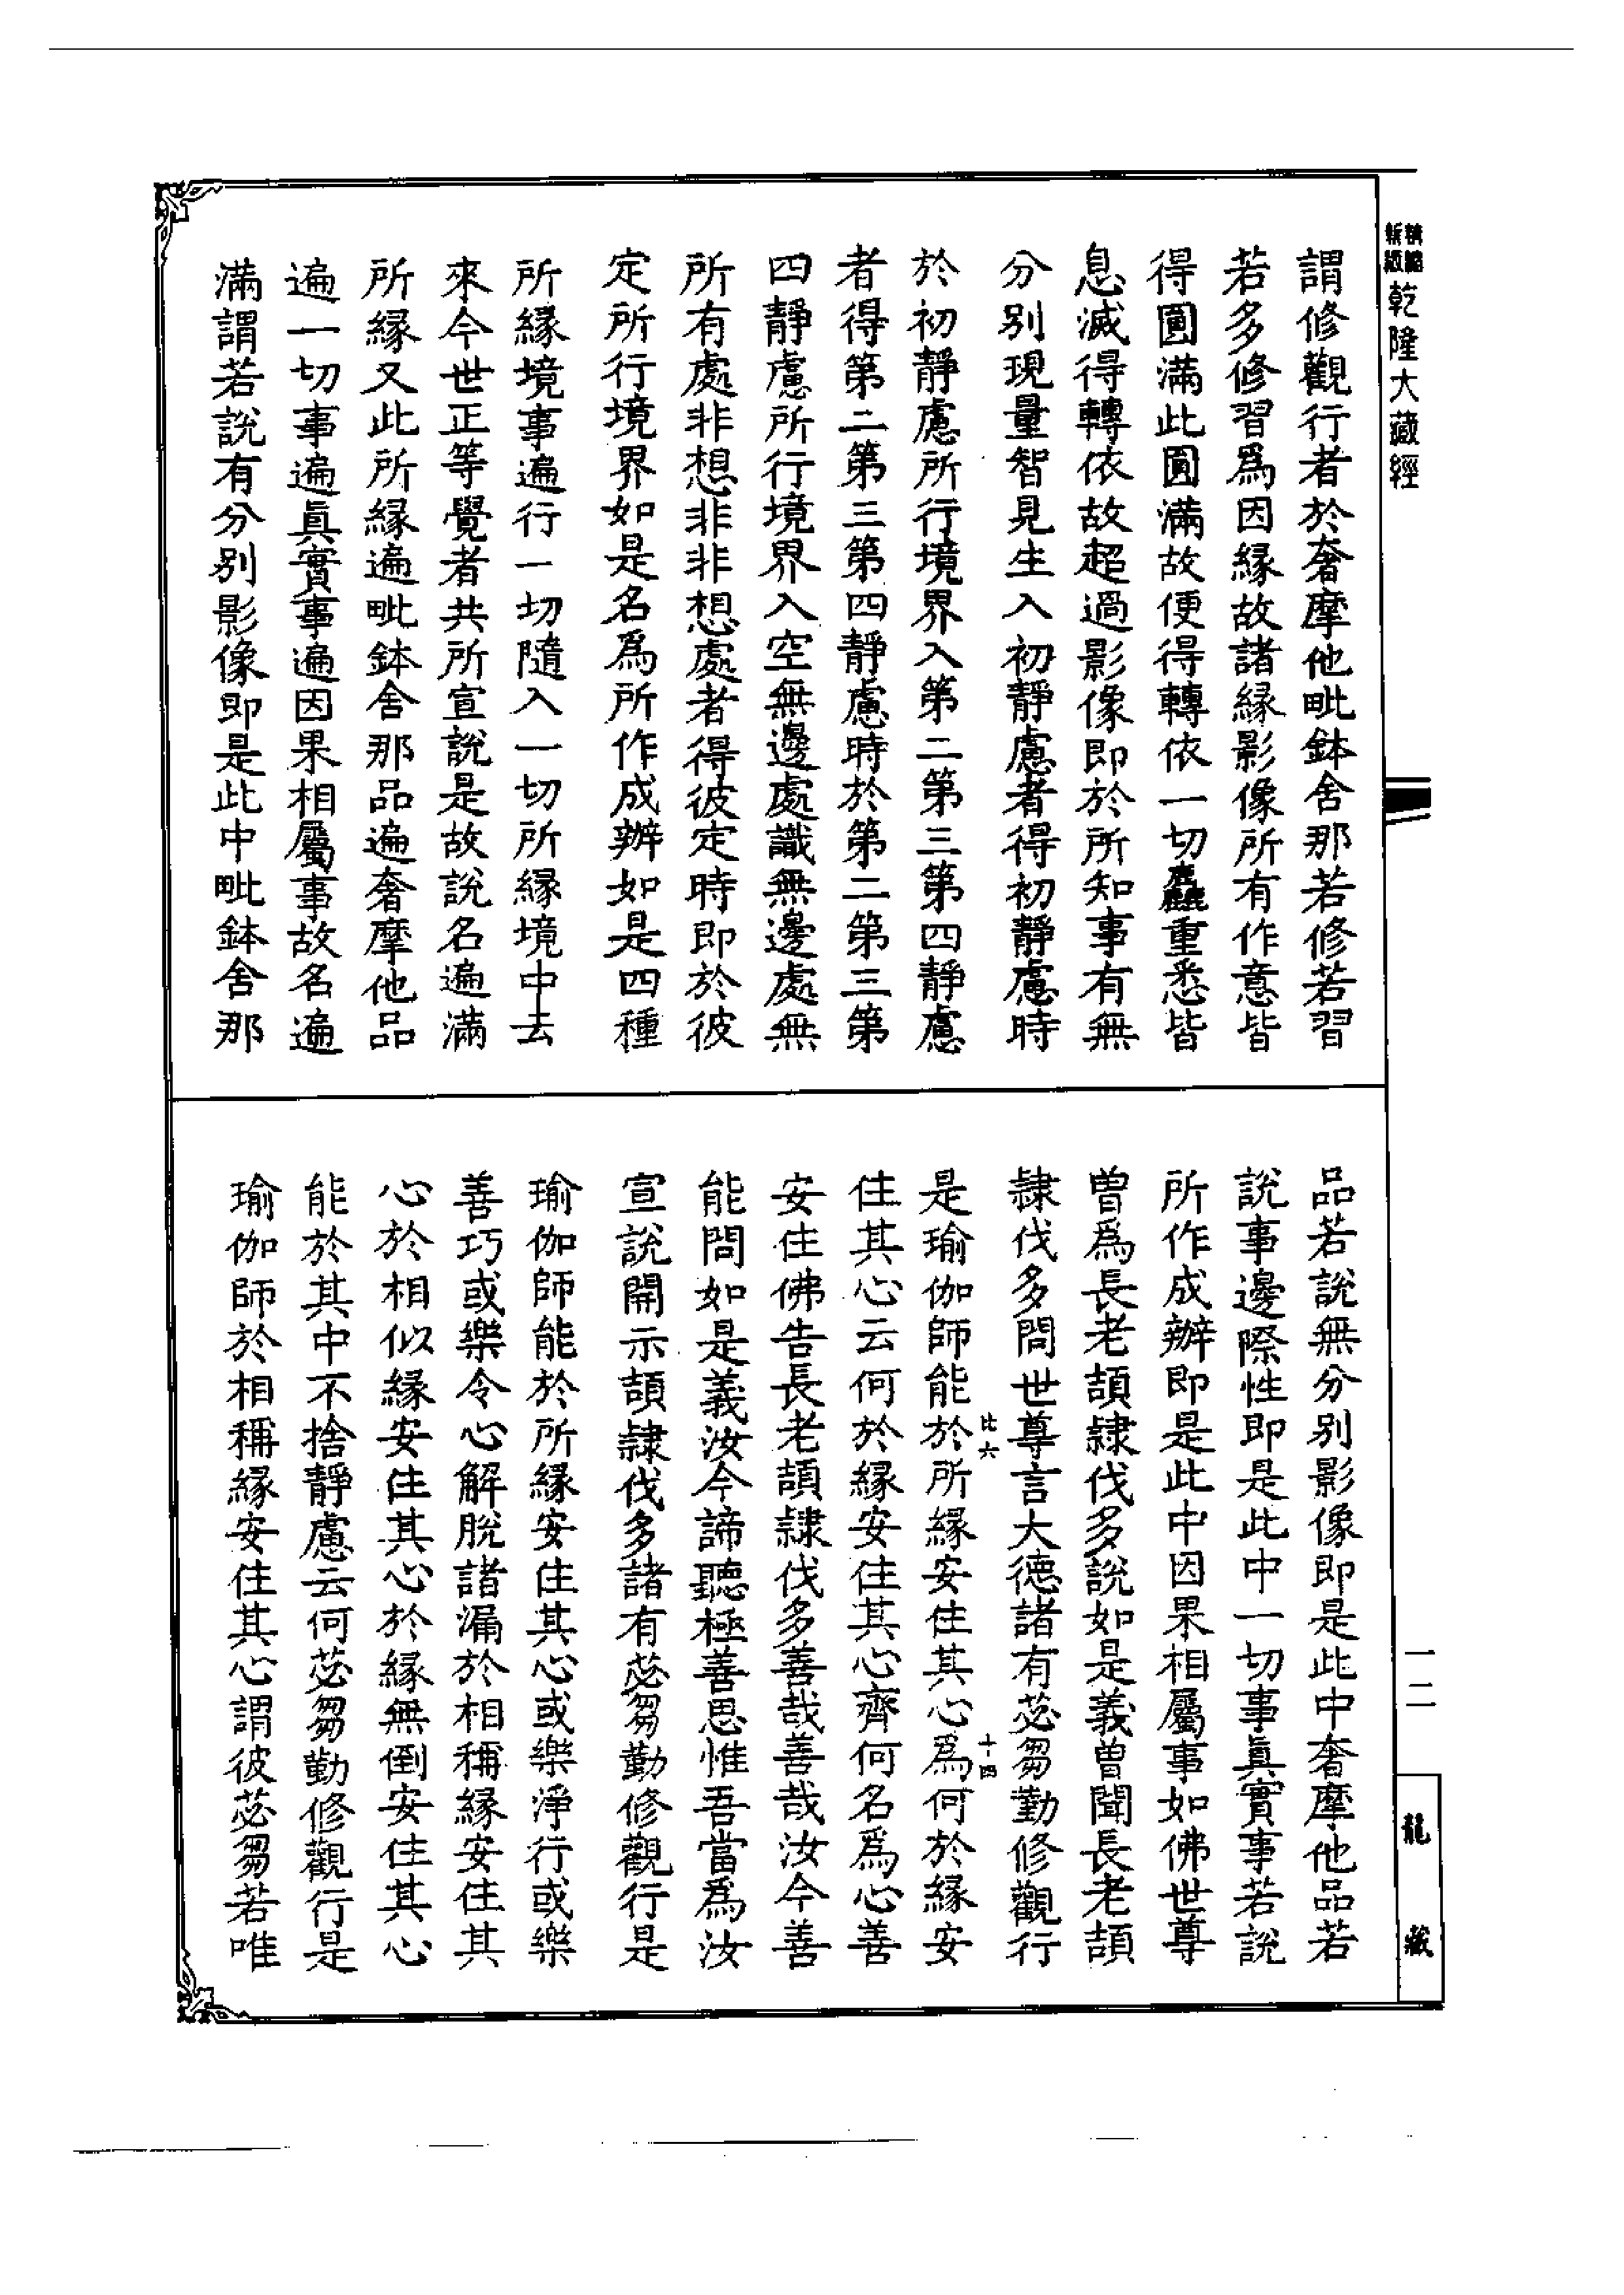 精縮
新版
乾隆大藏經
謂修觀行者於奢摩他毗鉢舍那若修若習
若多修習爲因緣故諸緣影像所有作意皆
得圓滿此圓滿故便得轉依一切麤重悉皆
息滅得轉依故超過影像即於所知事有無
分別現量智見生入初靜慮者得初靜慮時
於初靜慮所行境界入第二第三第四靜慮
者得第二第三第四靜慮時於第二第三第
四靜慮所行境界入空無邊處識無邊處無
所有處非想非非想處者得彼定時即於彼
定所行境界如是名爲所作成辦如是四種
所緣境事遍行一切隨入一切所緣境中去
來今世正等覺者共所宣說是故說名遍滿
所緣又此所緣遍毗鉢舍那品遍奢摩他品
遍一切事遍眞實事遍因果相屬事故名遍
滿謂若說有分別影像即是此中毗鉢舍那
品若說無分別影像即是此中奢摩他品若
說事邊際性即是此中一切事眞實事若說
所作成辦即是此中因果相屬事如佛世尊
曾爲長老頡隸伐多說如是義曾聞長老頡
隸伐多問世尊言大德諸有苾芻勤修觀行
比六
十四
是瑜伽師能於所緣安住其心爲何於緣安
住其心云何於緣安住其心齊何名爲心善
安住佛告長老頡隸伐多善哉善哉汝今善
能問如是義汝今諦聽極善思惟吾當爲汝
宣說開示頡隸伐多諸有苾芻勤修觀行是
瑜伽師能於所緣安住其心或樂淨行或樂
善巧或樂令心解脫諸漏於相稱緣安住其
心於相似緣安住其心於緣無倒安住其心
能於其中不捨靜慮云何苾芻勤修觀行是
瑜伽師於相稱緣安住其心謂彼苾芻若唯
一二
龍藏